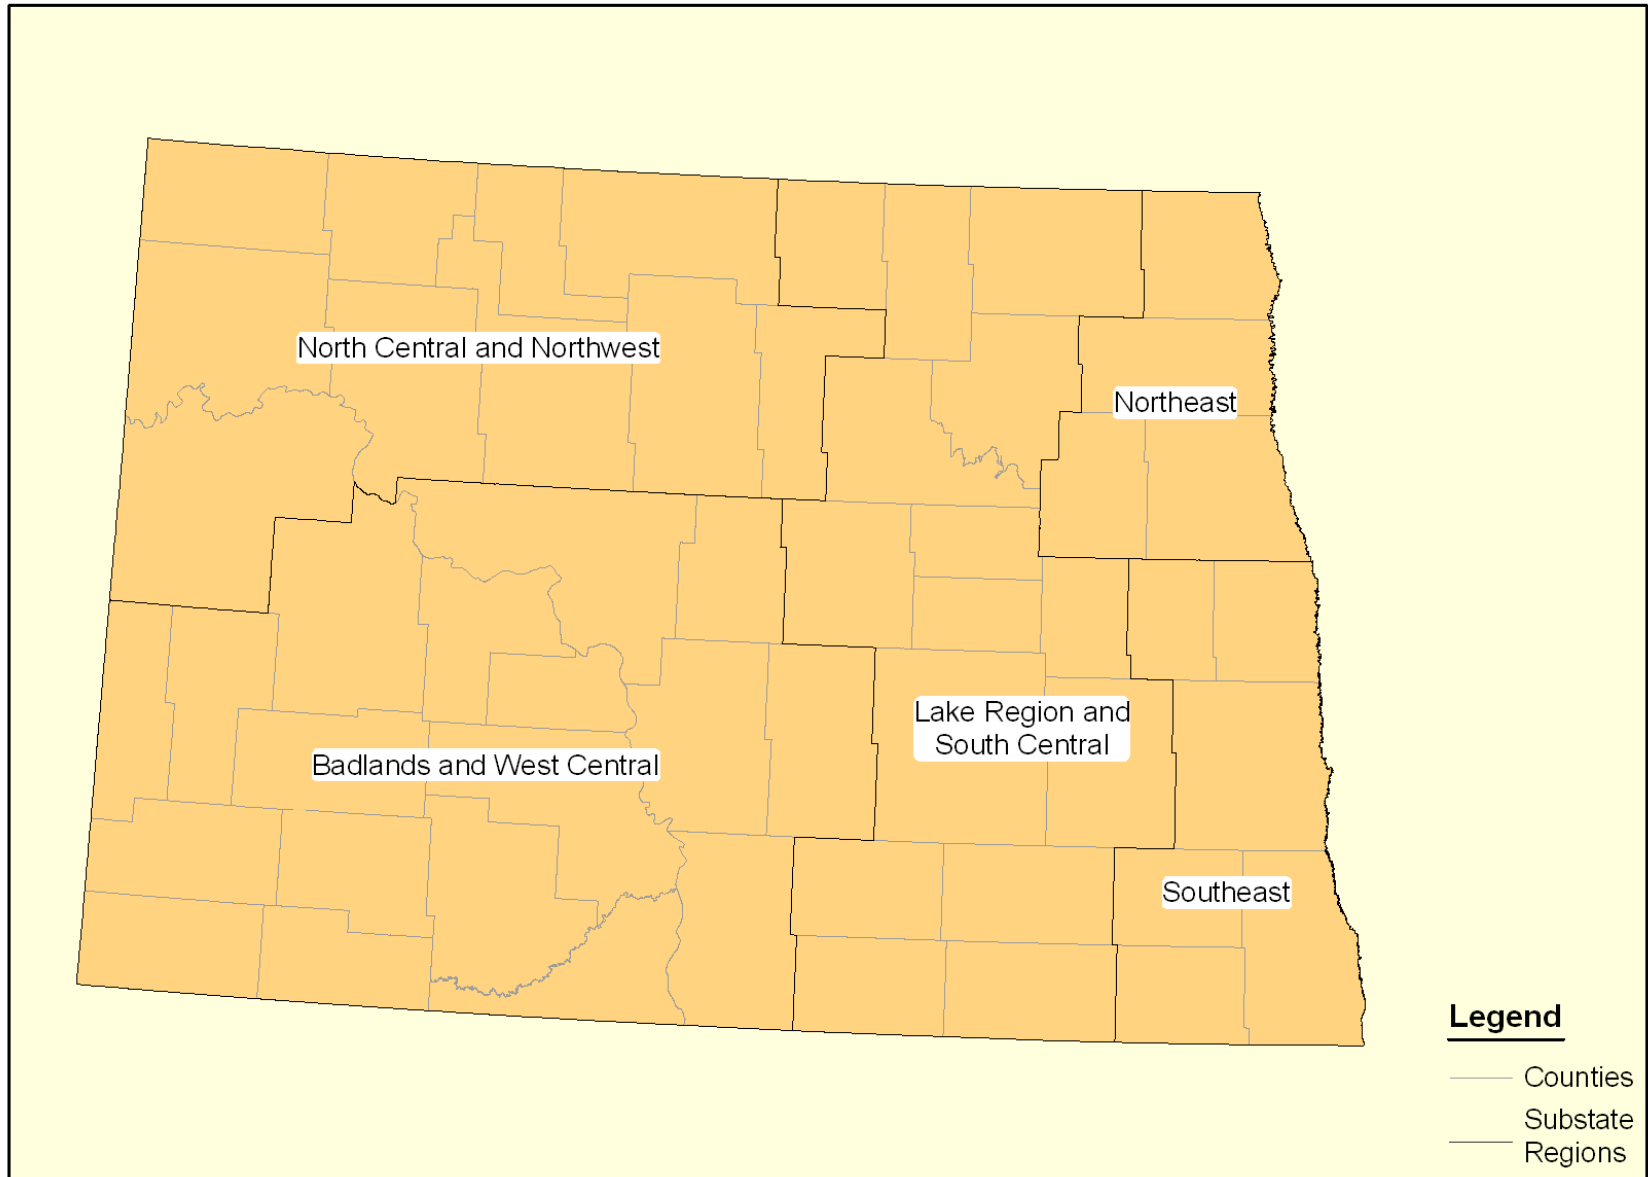 North Central and Northwest
Northeast
Lake Region and
South Central
Badlands and West Central
Southeast
Legend
Counties
Substate
Regions